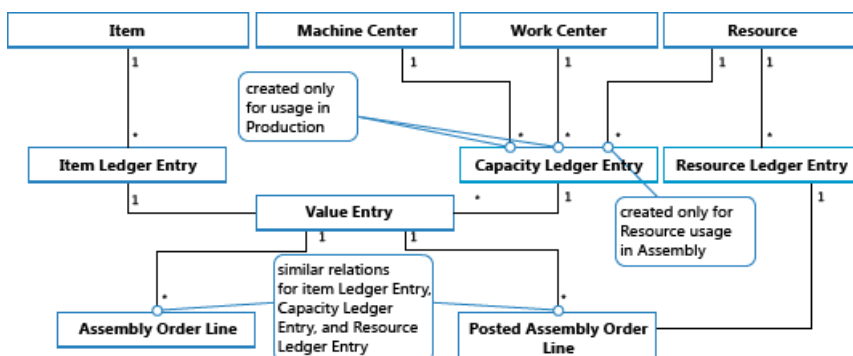 Item
Machine Center
Work Center
Resource
1
1
1
1
1
created only
for usage in
Production
*
*
*
*
*
Item Ledger Entry
Capacity Ledger Entry
Resource Ledger Entry
1
Value Entry
*
1
created only for
Resource usage
in Assembly
1
1
1
similar relations
for item Ledger Entry,
Capacity Ledger
Entry, and Resource
Ledger Entry
*
*
Assembly Order Line
Posted Assembly Order
Line